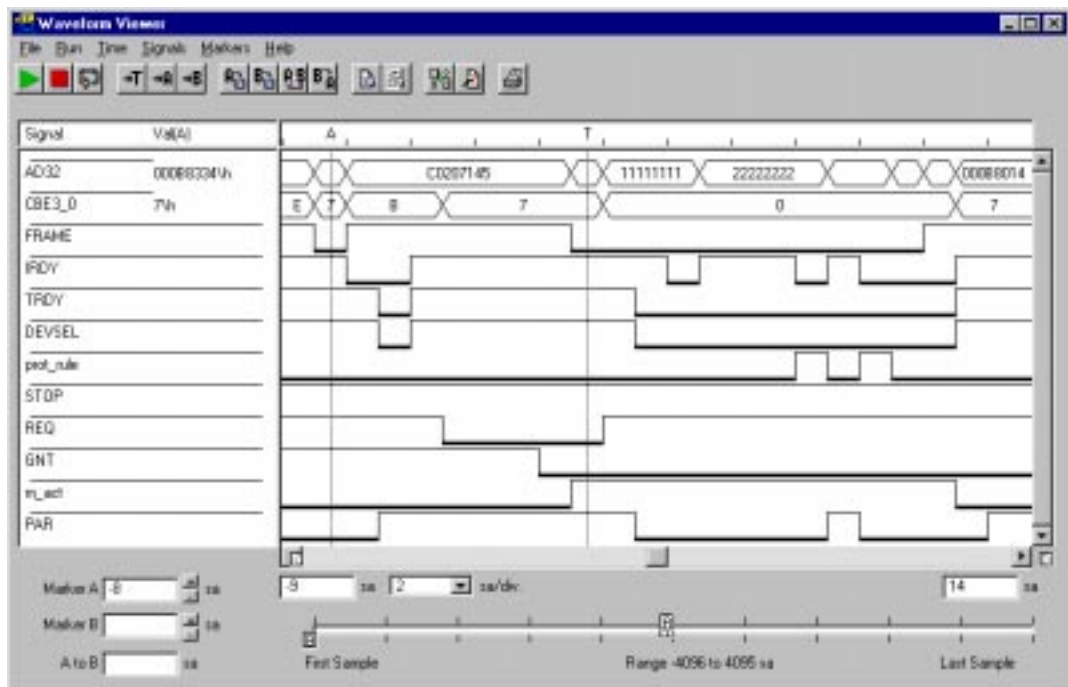 Waveform Viewer
File Run Time Signals Markers Help
Signal Val(A) A T
AD32 000B8334\h C0207145 11111111 22222222 000B8014
CBE3_0 7\h E 7 8 7 0 7
FRAME
IRDY
TRDY
DEVSEL
prot_rule
STOP
REQ
GNT
m_act
PAR
Marker A -8 sa -9 sa 2 sa/div. 14 sa
Marker B sa
A to B sa First Sample Range -4096 to 4095 sa Last Sample